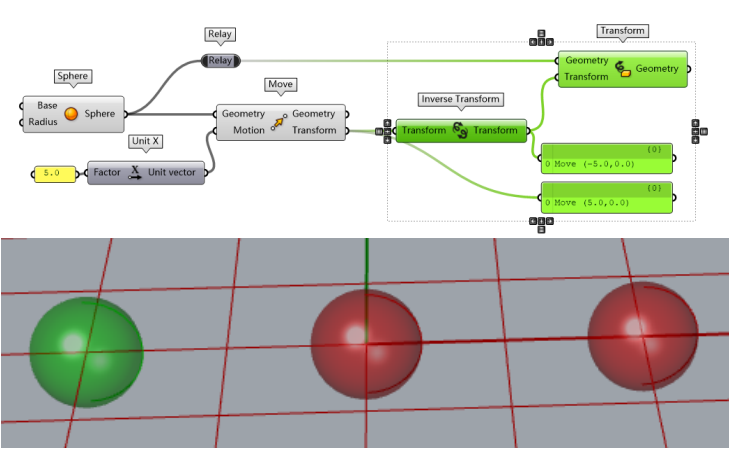 Relay
Transform
Relay
Geometry
Transform
Geometry
Sphere
Move
Base
Radius
Sphere
Geometry
Motion
Geometry
Transform
Inverse Transform
Transform
Transform
Unit X
5.0
Factor
X
Unit vector
{0}
0 Move (-5.0,0.0)
{0}
0 Move (5.0,0.0)